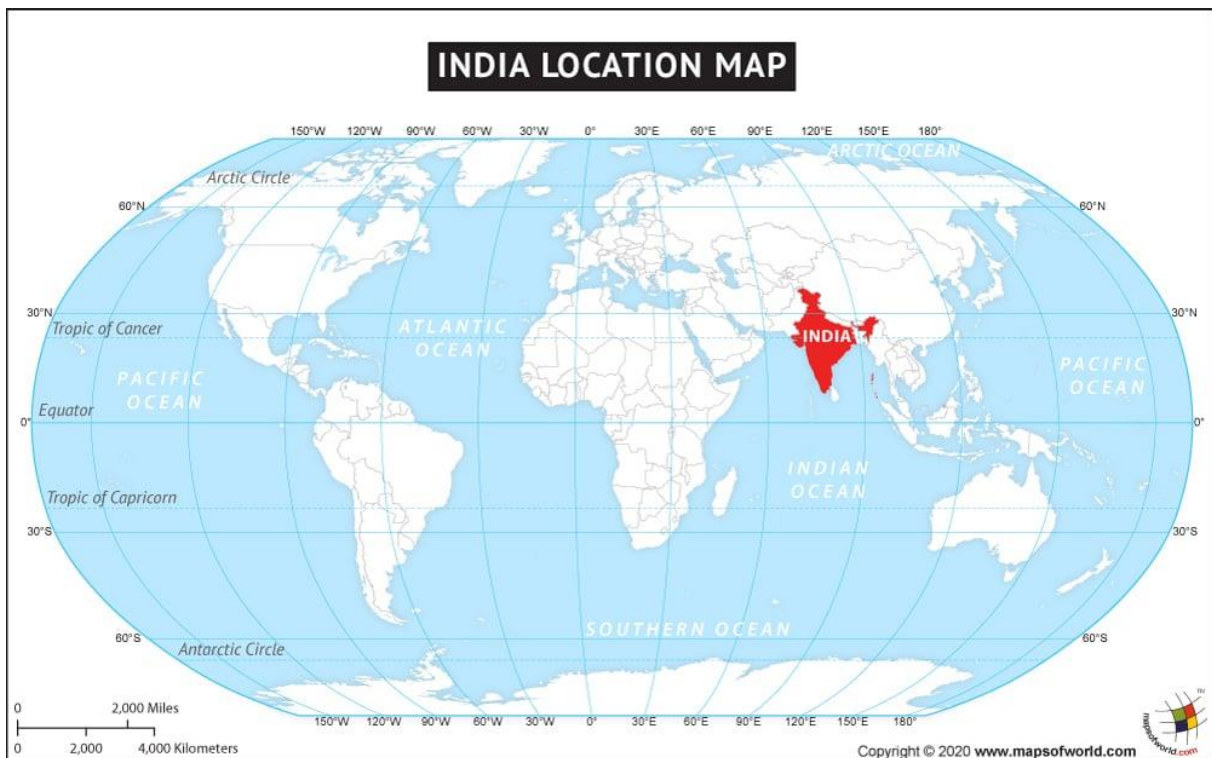 INDIA LOCATION MAP
150°W 120°W 90°W 60°W 30°W 0° 30°E 60°E 90°E 120°E 150°E 180°
ARCTIC OCEAN
Arctic Circle
60°N 60°N
30°N 30°N
Tropic of Cancer
ATLANTIC
OCEAN
INDIA
PACIFIC
OCEAN
PACIFIC
OCEAN
Equator
0° 0°
INDIAN
OCEAN
Tropic of Capricorn
30°S 30°S
SOUTHERN OCEAN
60°S 60°S
Antarctic Circle
150°W 120°W 90°W 60°W 30°W 0° 30°E 60°E 90°E 120°E 150°E 180°
0 2,000 Miles
0 2,000 4,000 Kilometers
mapsofworld.com
TM
Copyright © 2020 www.mapsofworld.com